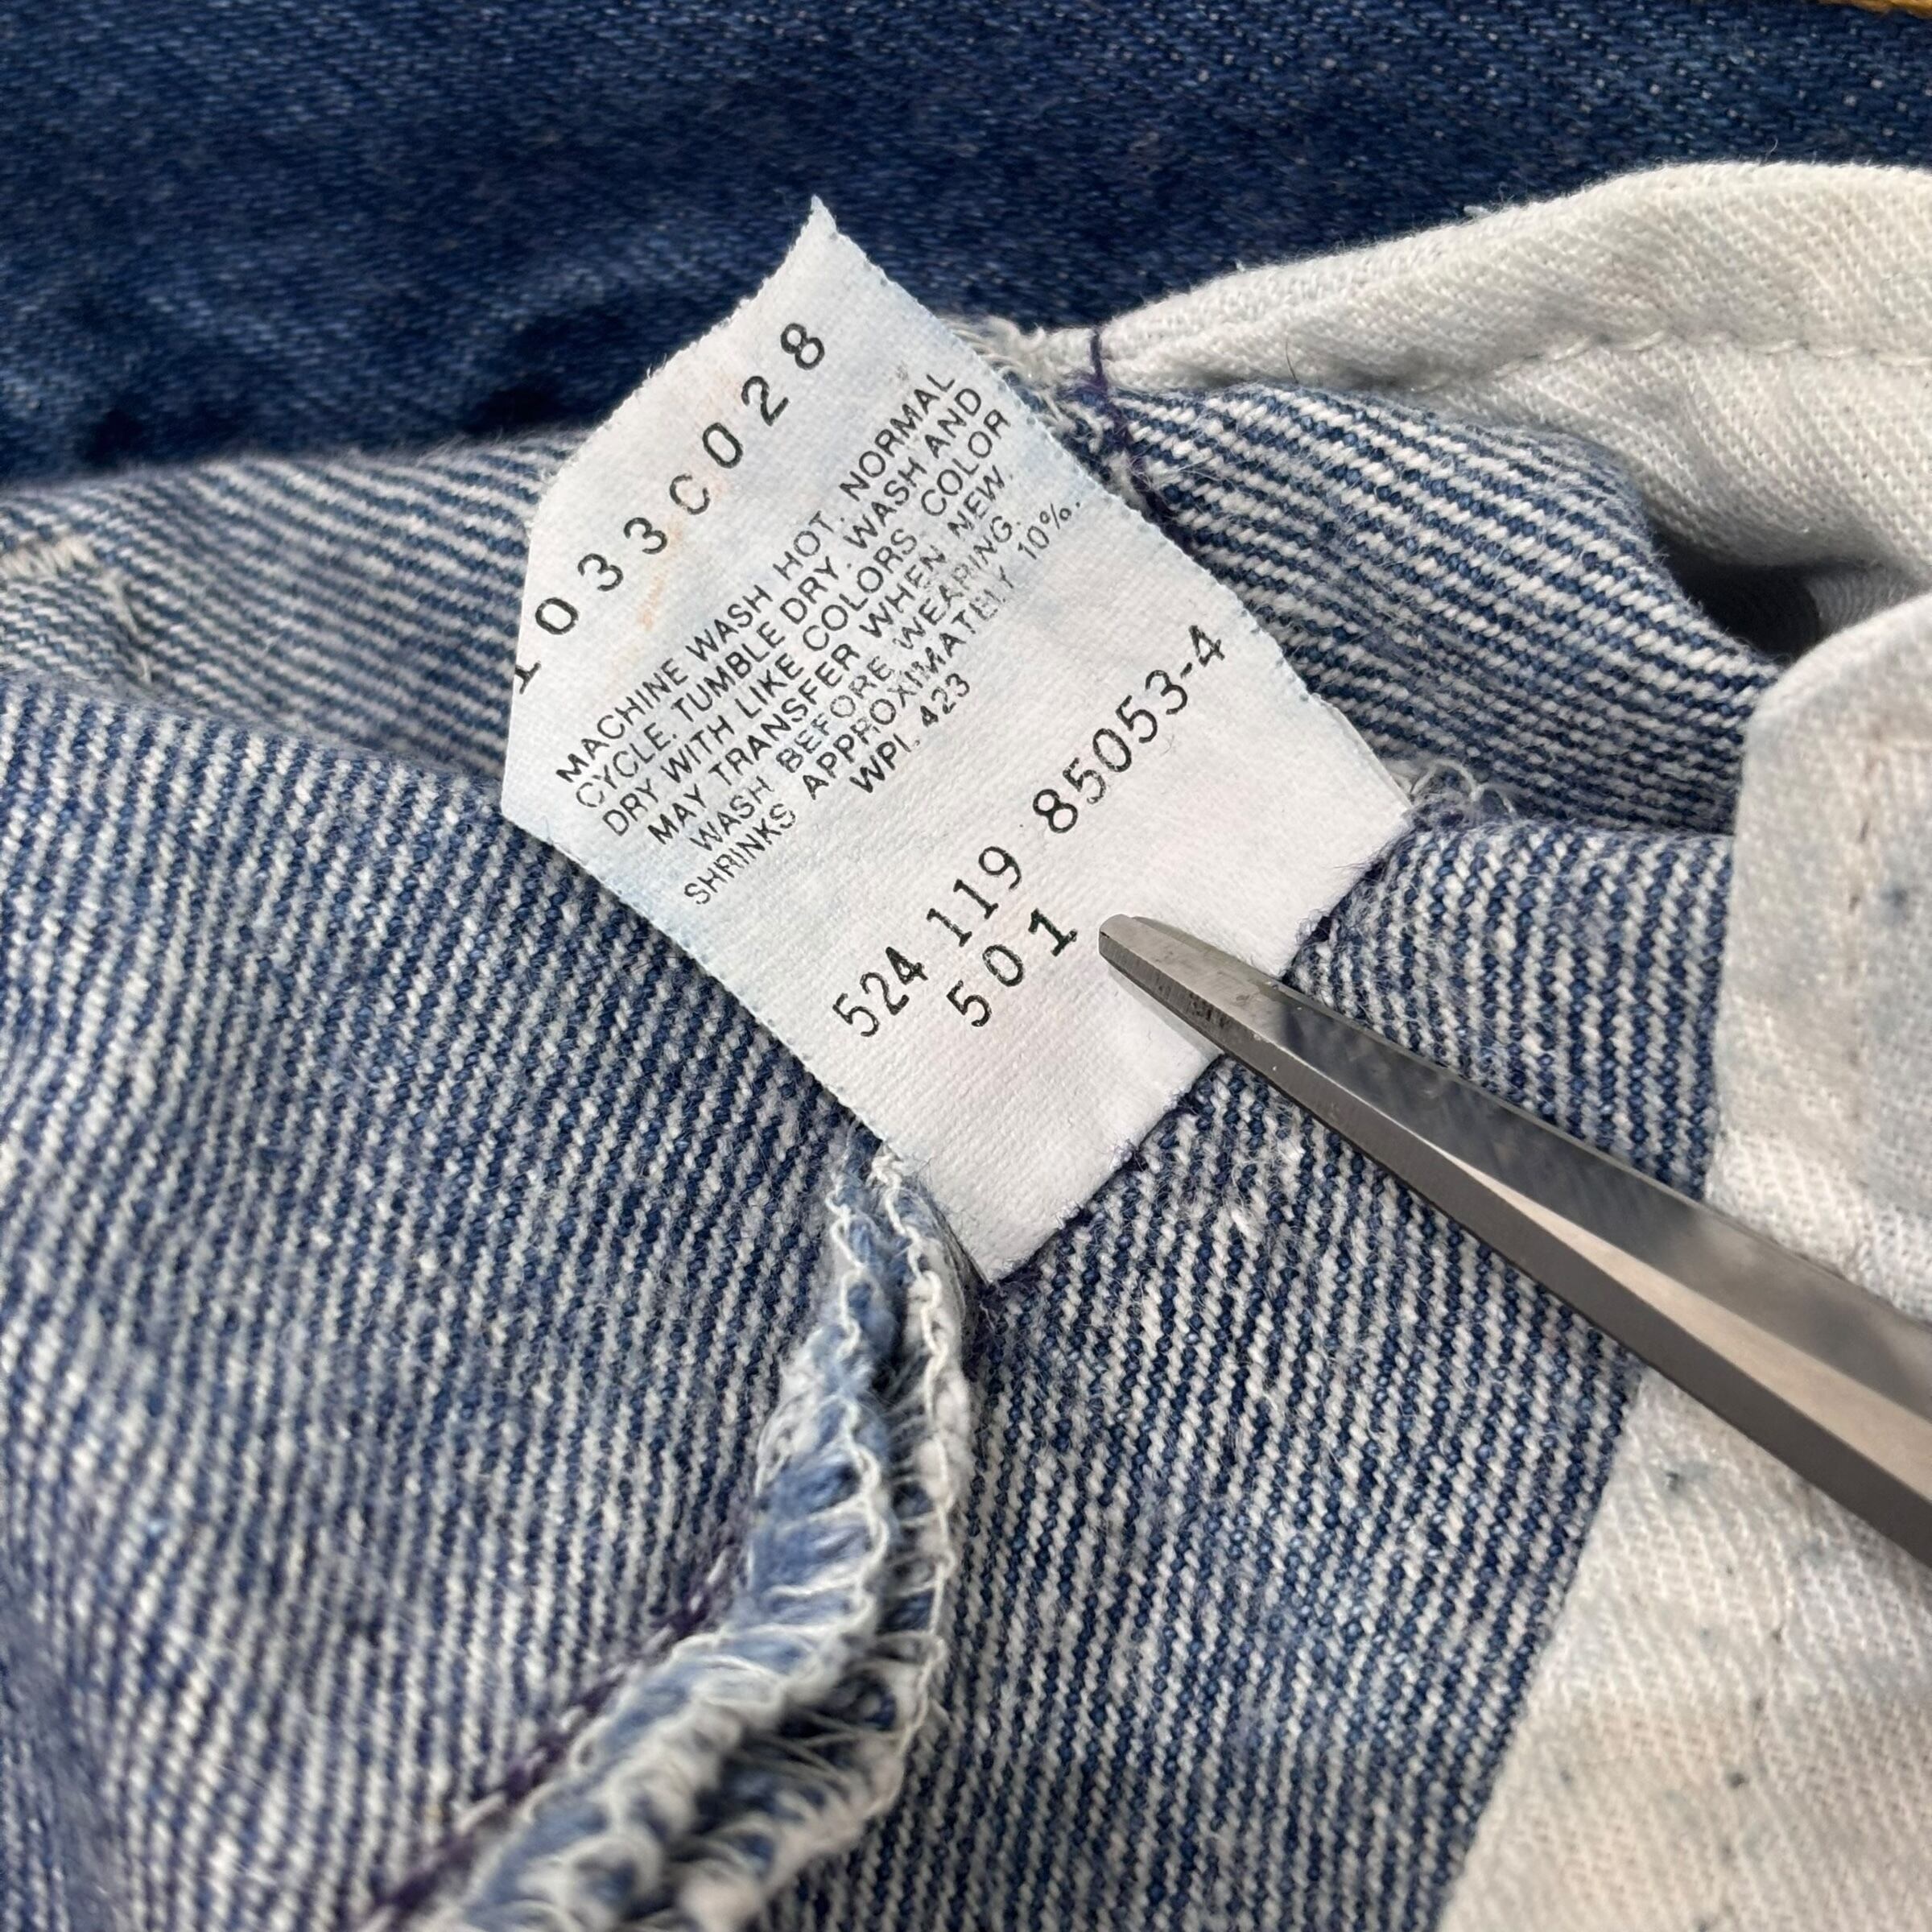 1033C028
MACHINE WASH HOT. NORMAL
CYCLE. TUMBLE DRY. WASH AND
DRY WITH LIKE COLORS. COLOR
MAY TRANSFER WHEN NEW.
WASH BEFORE WEARING.
SHRINKS APPROXIMATELY 10%.
WPL 423
524 119 85053-4
501